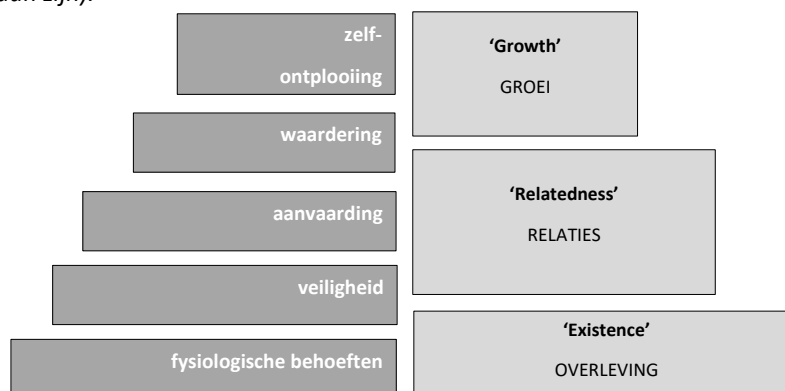 zelf-
ontplooiing
waardering
aanvaarding
veiligheid
fysiologische behoeften
‘Growth’
GROEI
‘Relatedness’
RELATIES
‘Existence’
OVERLEVING